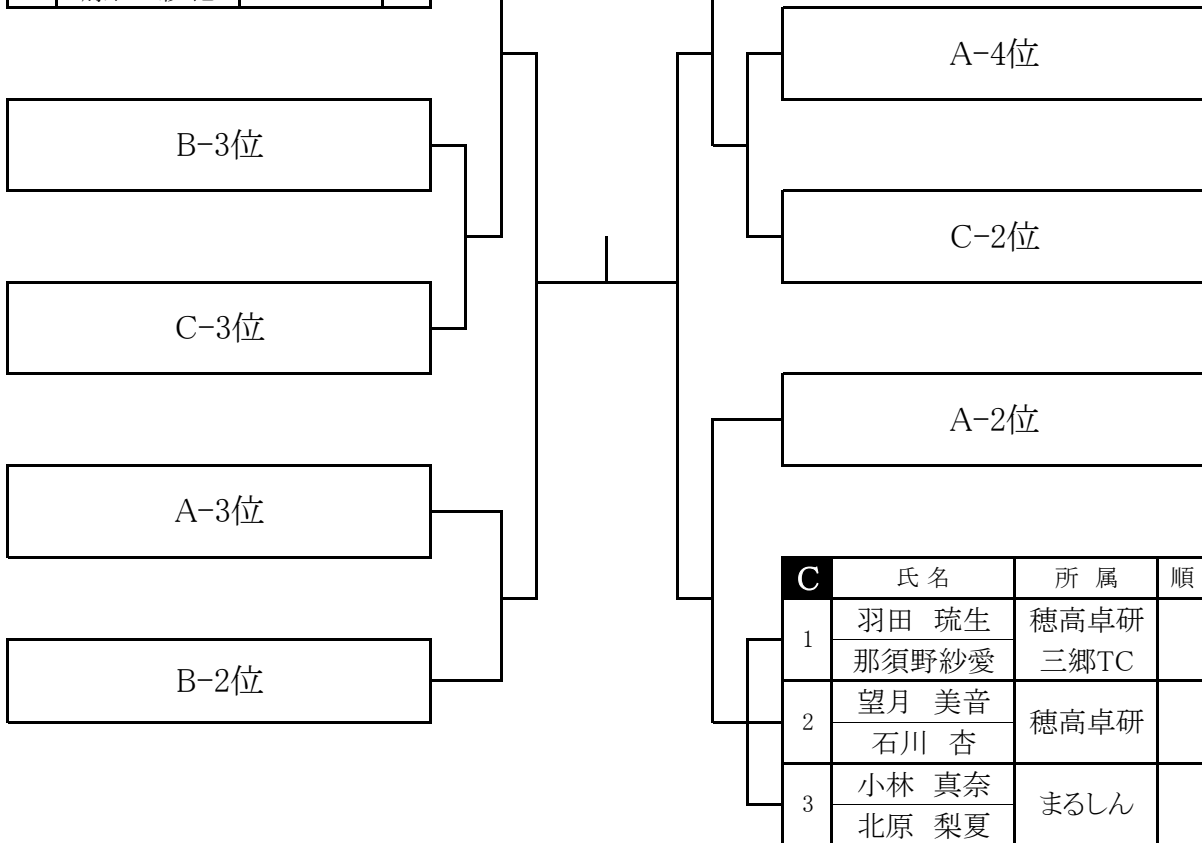 B-3位
C-3位
A-3位
B-2位
A-4位
C-2位
A-2位
C 氏 名 所 属 順
1 羽田 琉生 穂高卓研
那須野紗愛 三郷TC
2 望月 美音 穂高卓研
石川 杏
3 小林 真奈 まるしん
北原 梨夏